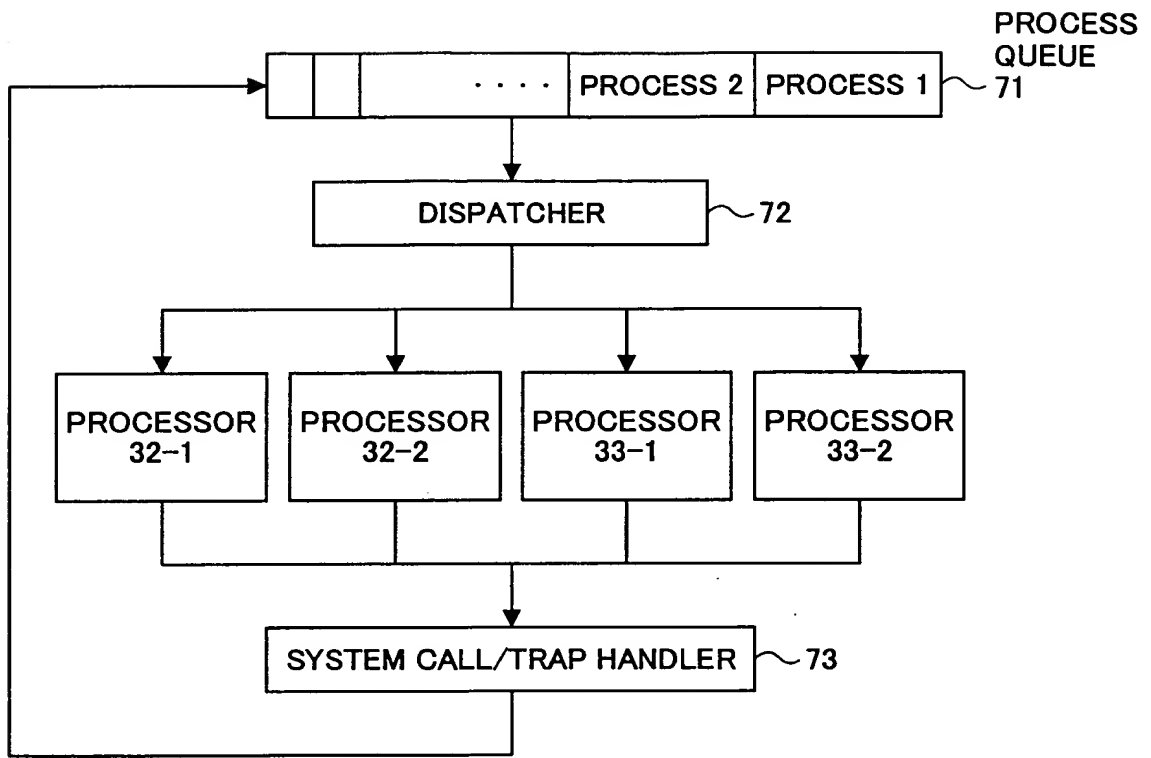 PROCESS
QUEUE
71
· · · · PROCESS 2 PROCESS 1
DISPATCHER 72
PROCESSOR
32-1
PROCESSOR
32-2
PROCESSOR
33-1
PROCESSOR
33-2
SYSTEM CALL/TRAP HANDLER 73